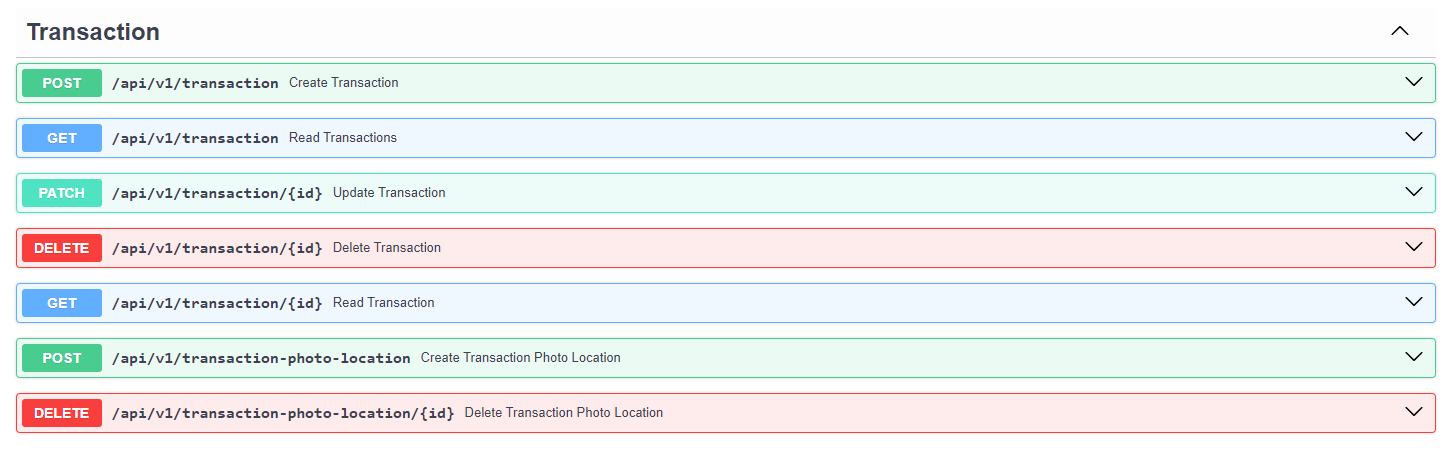 Transaction
POST /api/v1/transaction Create Transaction
GET /api/v1/transaction Read Transactions
PATCH /api/v1/transaction/{id} Update Transaction
DELETE /api/v1/transaction/{id} Delete Transaction
GET /api/v1/transaction/{id} Read Transaction
POST /api/v1/transaction-photo-location Create Transaction Photo Location
DELETE /api/v1/transaction-photo-location/{id} Delete Transaction Photo Location